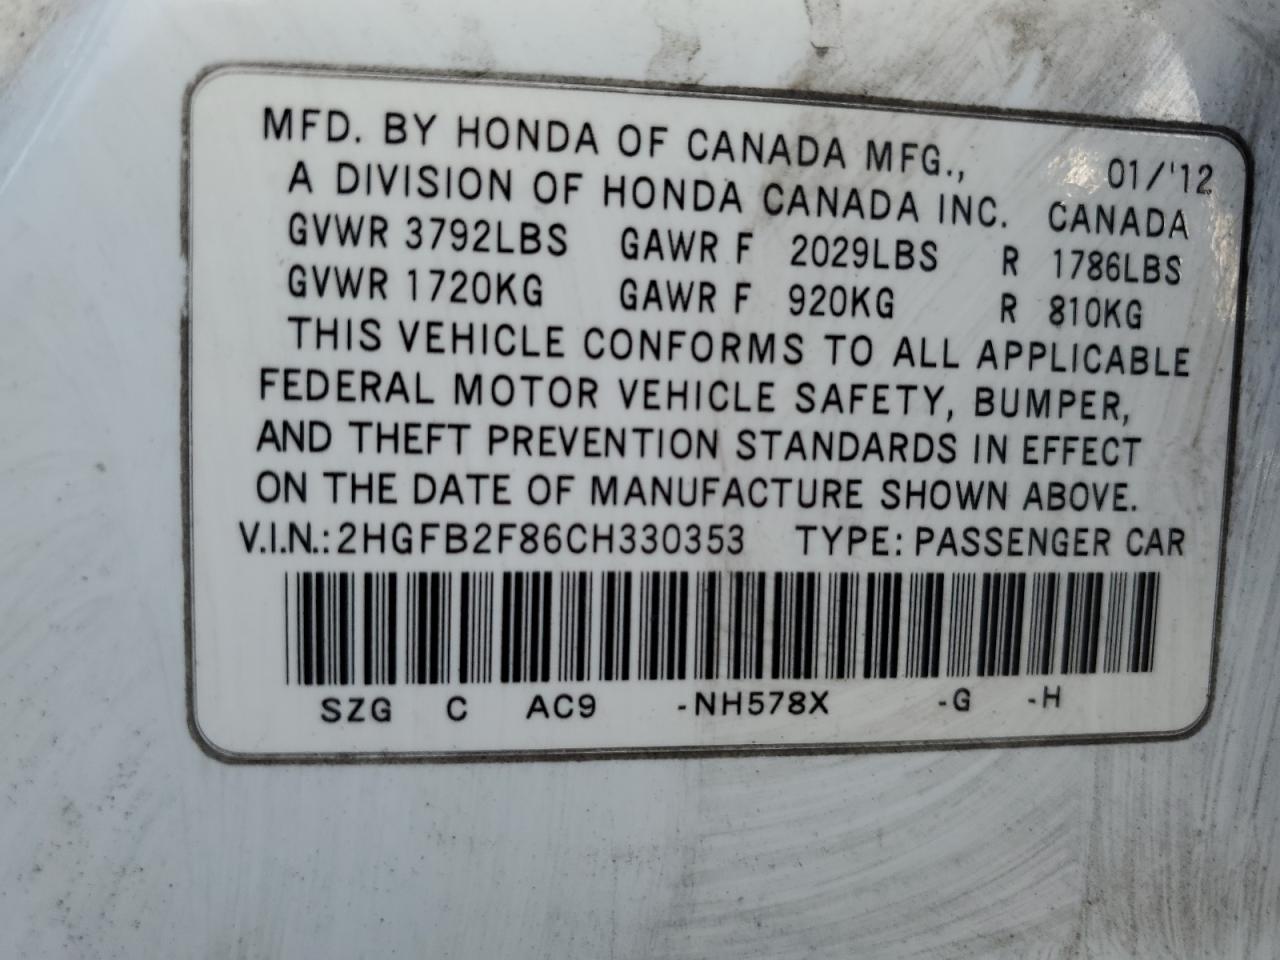 MFD. BY HONDA OF CANADA MFG., 01/'12
A DIVISION OF HONDA CANADA INC. CANADA
GVWR 3792LBS GAWR F 2029LBS R 1786LBS
GVWR 1720KG GAWR F 920KG R 810KG
THIS VEHICLE CONFORMS TO ALL APPLICABLE
FEDERAL MOTOR VEHICLE SAFETY, BUMPER,
AND THEFT PREVENTION STANDARDS IN EFFECT
ON THE DATE OF MANUFACTURE SHOWN ABOVE.
V.I.N.: 2HGFB2F86CH330353 TYPE: PASSENGER CAR
SZG C AC9 -NH578X -G -H